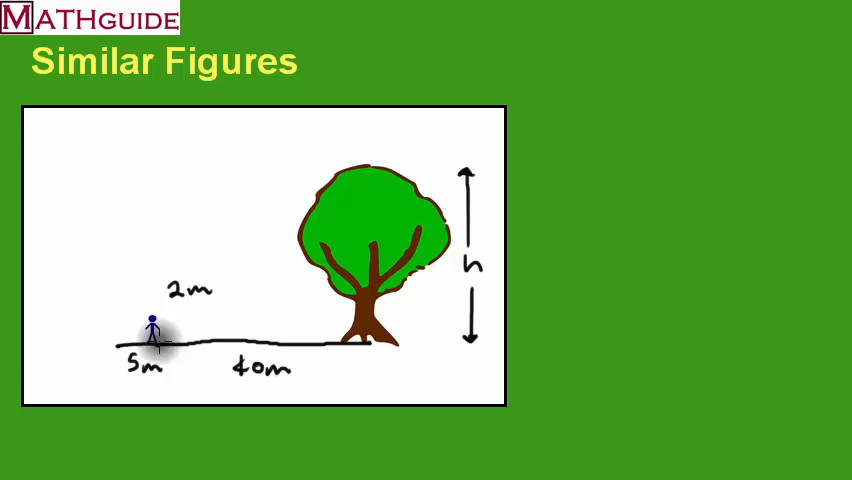 MATHGUIDE
Similar Figures
2m
h
5m
40m